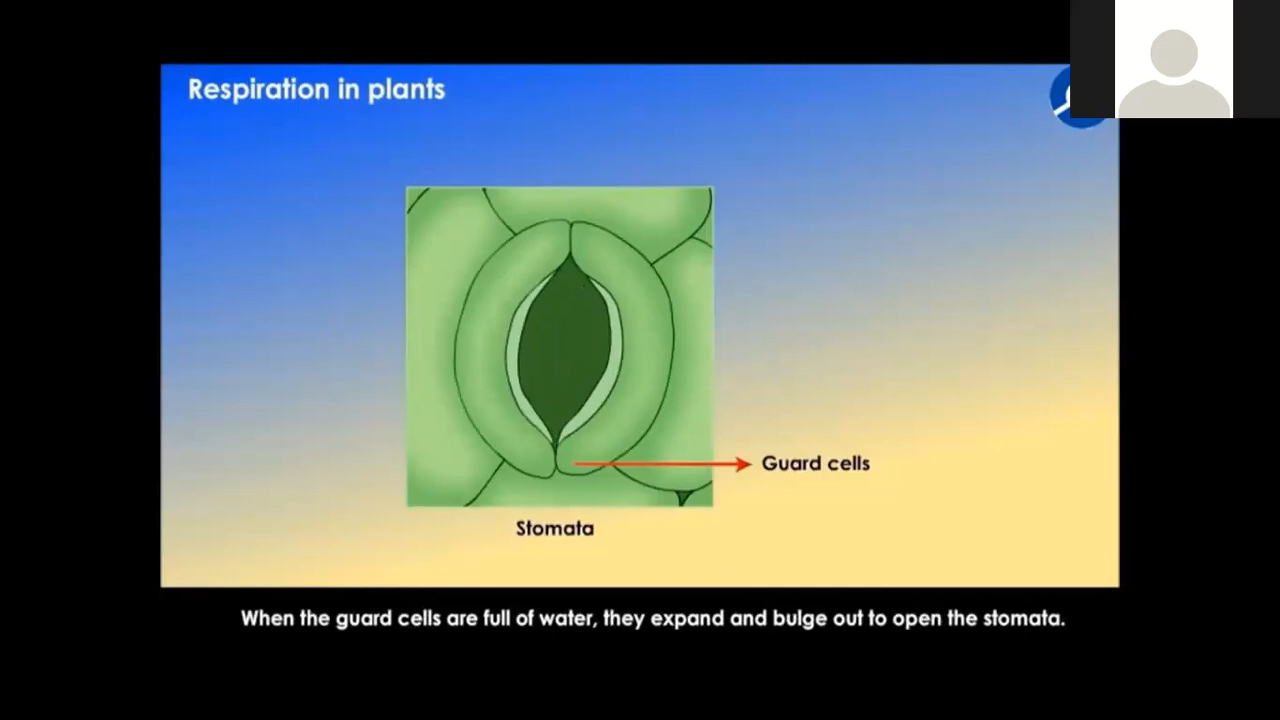 Respiration in plants
Guard cells
Stomata
When the guard cells are full of water, they expand and bulge out to open the stomata.